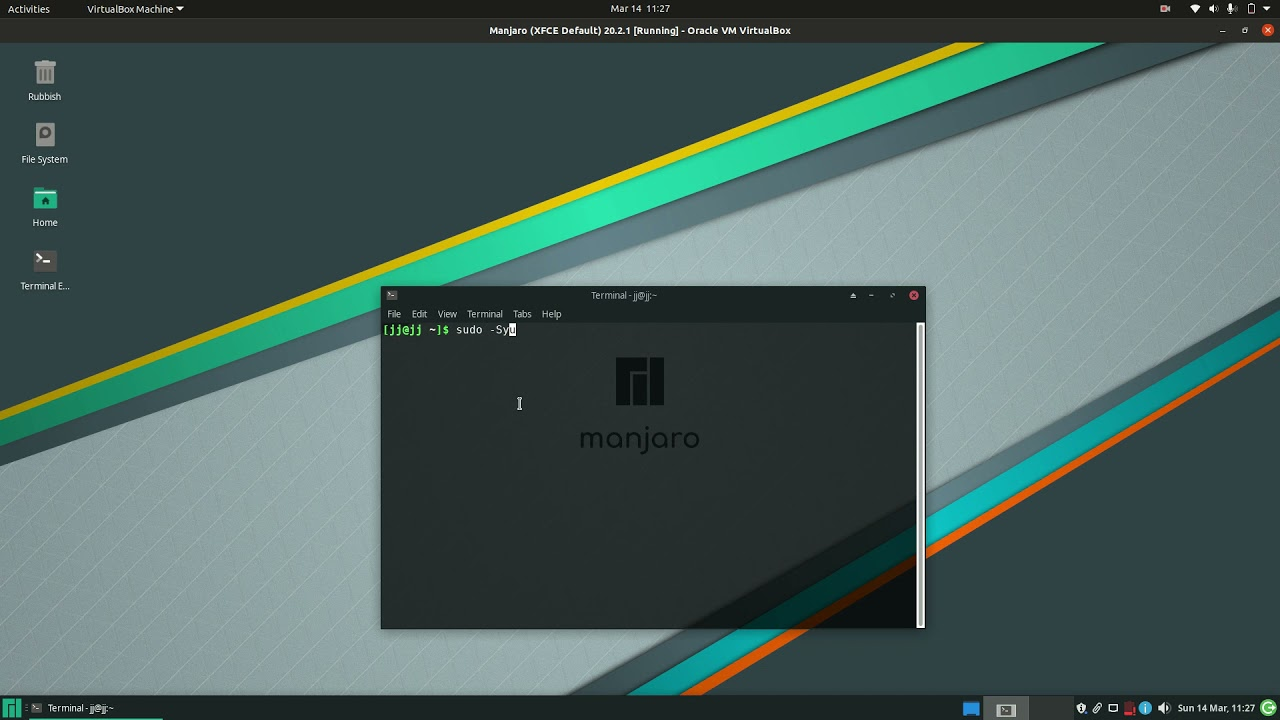 Activities VirtualBox Machine Mar 14 11:27
Manjaro (XFCE Default) 20.2.1 [Running] - Oracle VM VirtualBox
Rubbish
File System
Home
Terminal E...
Terminal - jj@jj:~
File Edit View Terminal Tabs Help
[jj@jj ~]$ sudo -Syu
manjaro
Terminal - jj@jj:~ Sun 14 Mar, 11:27